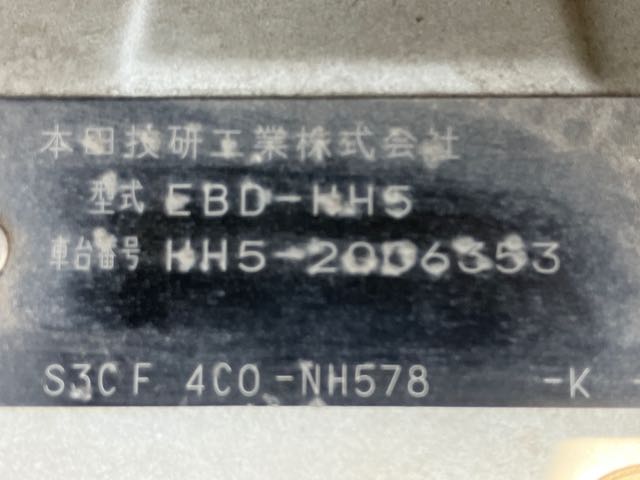 本田技研工業株式会社
型式 EBD-HH5
車台番号 HH5-2006353
S3CF 4C0-NH578 -K